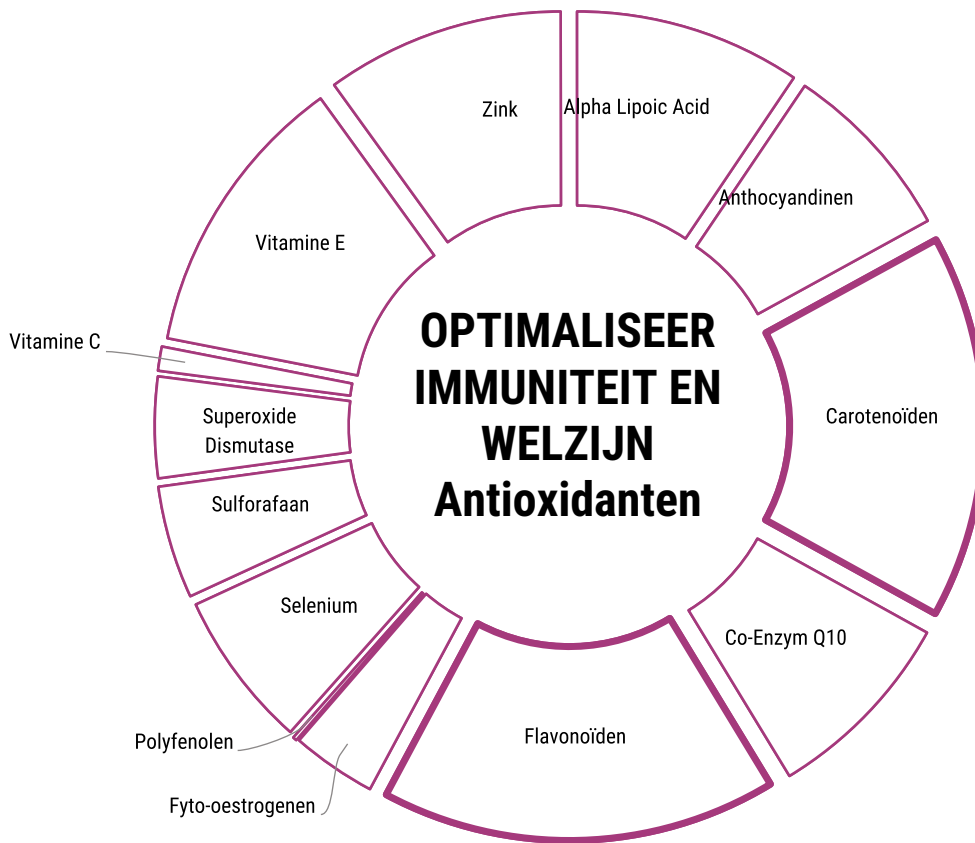 Zink
Alpha Lipoic Acid
Anthocyandinen
Vitamine E
Vitamine C
OPTIMALISEER
IMMUNITEIT EN
WELZIJN
Antioxidanten
Carotenoïden
Superoxide
Dismutase
Sulforafaan
Selenium
Co-Enzym Q10
Flavonoïden
Polyfenolen
Fyto-oestrogenen